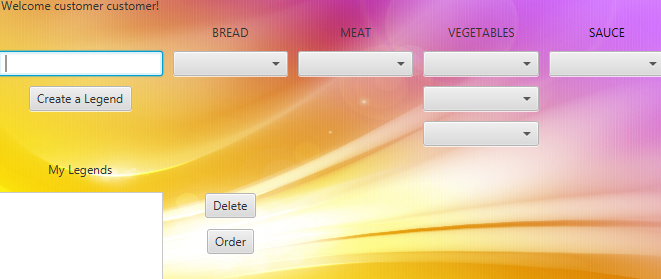 Welcome customer customer!
BREAD MEAT VEGETABLES SAUCE
Create a Legend
My Legends
Delete
Order